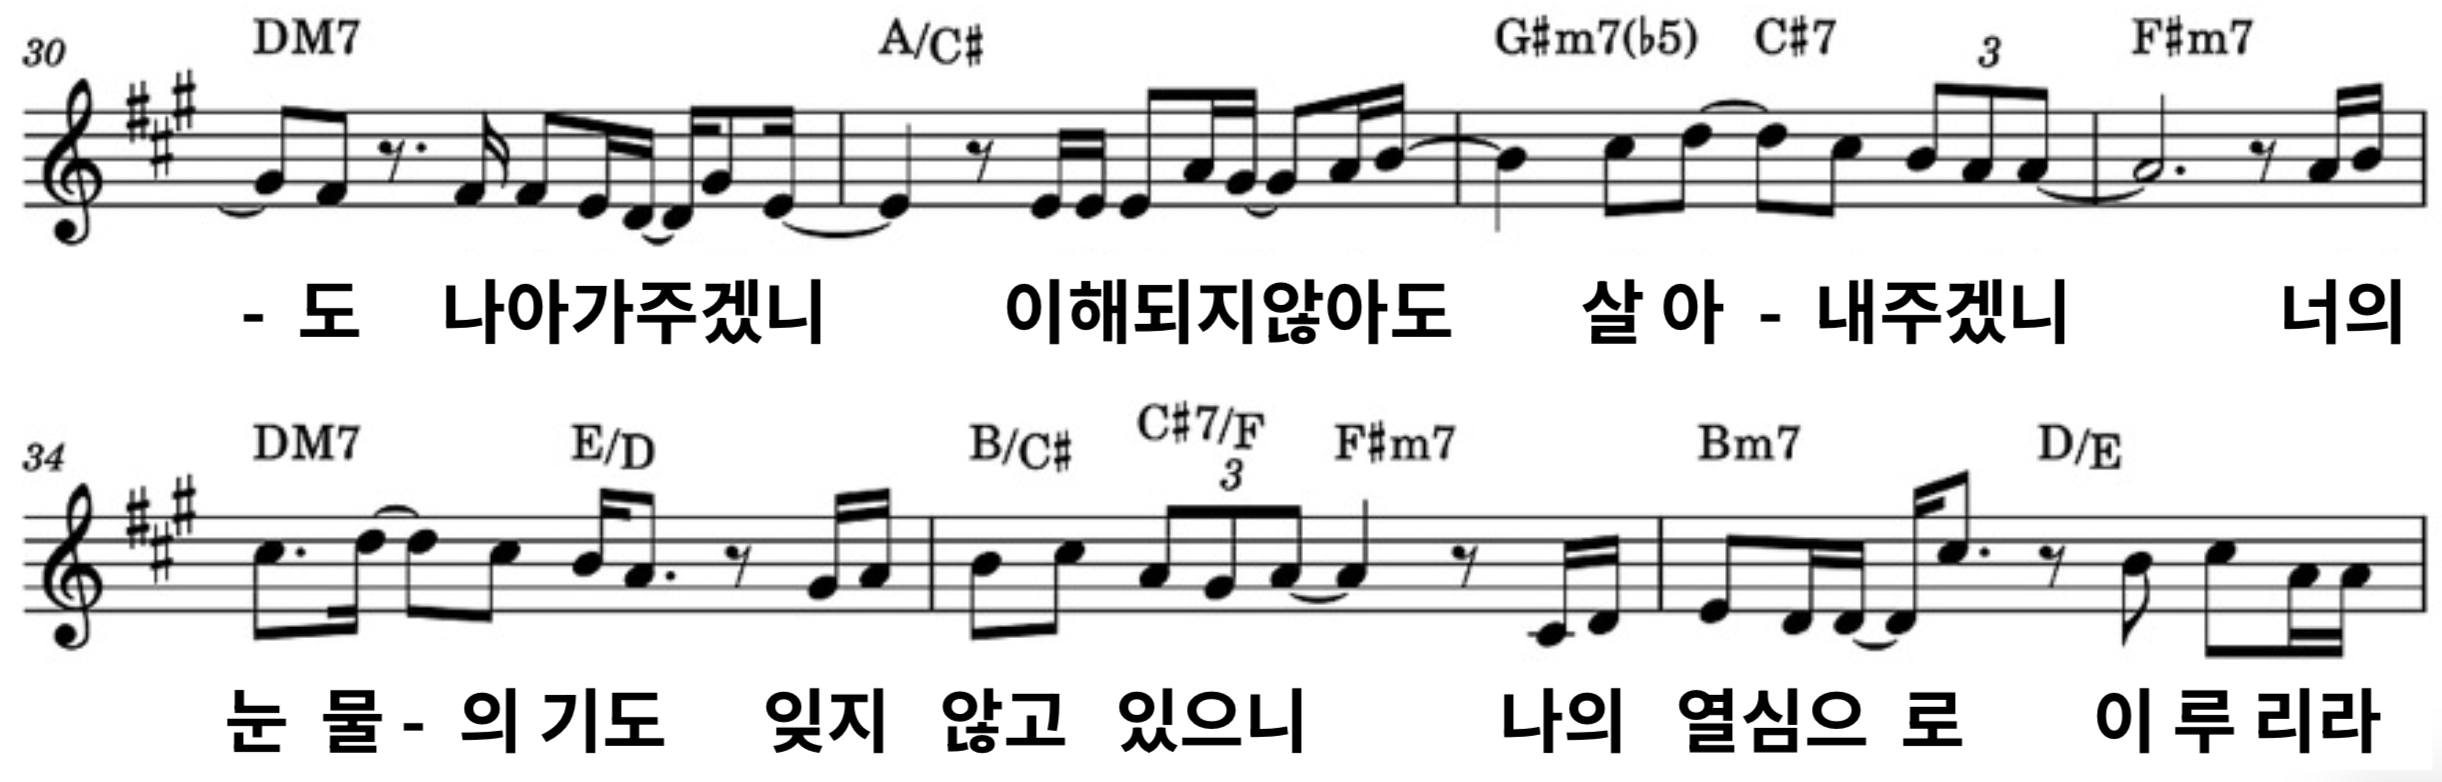 30 DM7 A/C# G#m7(♭5) C#7 3 F#m7
- 도 나아가주겠니 이해되지않아도 살 아 - 내주겠니 너의
34 DM7 E/D B/C# C#7/F 3 F#m7 Bm7 D/E
눈 물 - 의 기도 잊지 않고 있으니 나의 열심으 로 이 루 리라